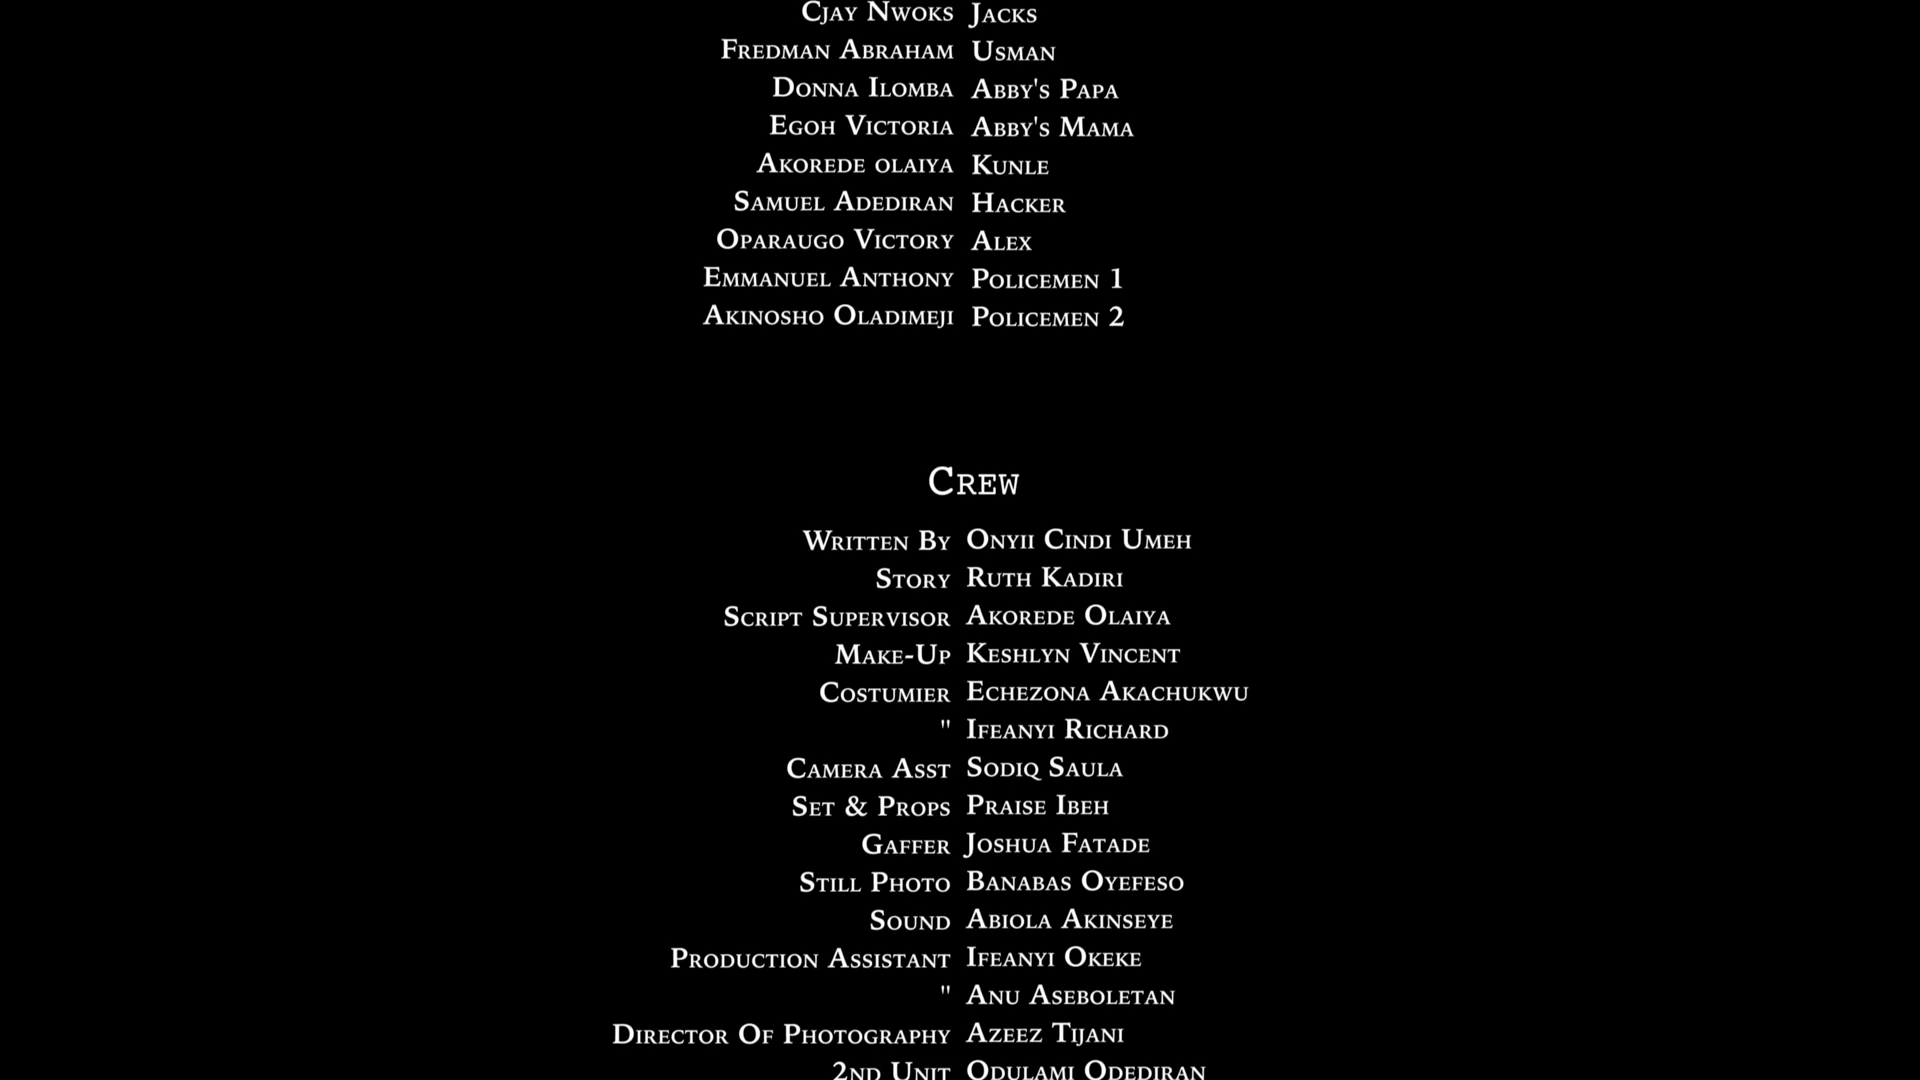 Cjay Nwoks Jacks
Fredman Abraham Usman
Donna Ilomba Abby's Papa
Egoh Victoria Abby's Mama
Akorede olaiya Kunle
Samuel Adediran Hacker
Oparaugo Victory Alex
Emmanuel Anthony Policemen 1
Akinosho Oladimeji Policemen 2
Crew
Written By Onyii Cindi Umeh
Story Ruth Kadiri
Script Supervisor Akorede Olaiya
Make-Up Keshlyn Vincent
Costumier Echezona Akachukwu
" Ifeanyi Richard
Camera Asst Sodiq Saula
Set & Props Praise Ibeh
Gaffer Joshua Fatade
Still Photo Banabas Oyefeso
Sound Abiola Akinseye
Production Assistant Ifeanyi Okeke
" Anu Aseboletan
Director Of Photography Azeez Tijani
2nd Unit Odulami Odediran